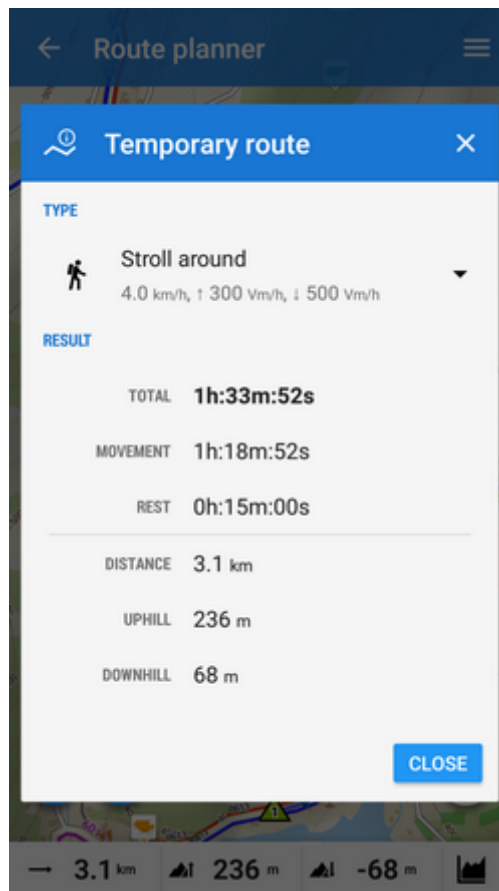 Route planner
Temporary route
TYPE
Stroll around
4.0 km/h, ↑ 300 Vm/h, ↓ 500 Vm/h
RESULT
TOTAL 1h:33m:52s
MOVEMENT 1h:18m:52s
REST 0h:15m:00s
DISTANCE 3.1 km
UPHILL 236 m
DOWNHILL 68 m
CLOSE
1
→ 3.1 km 236 m -68 m